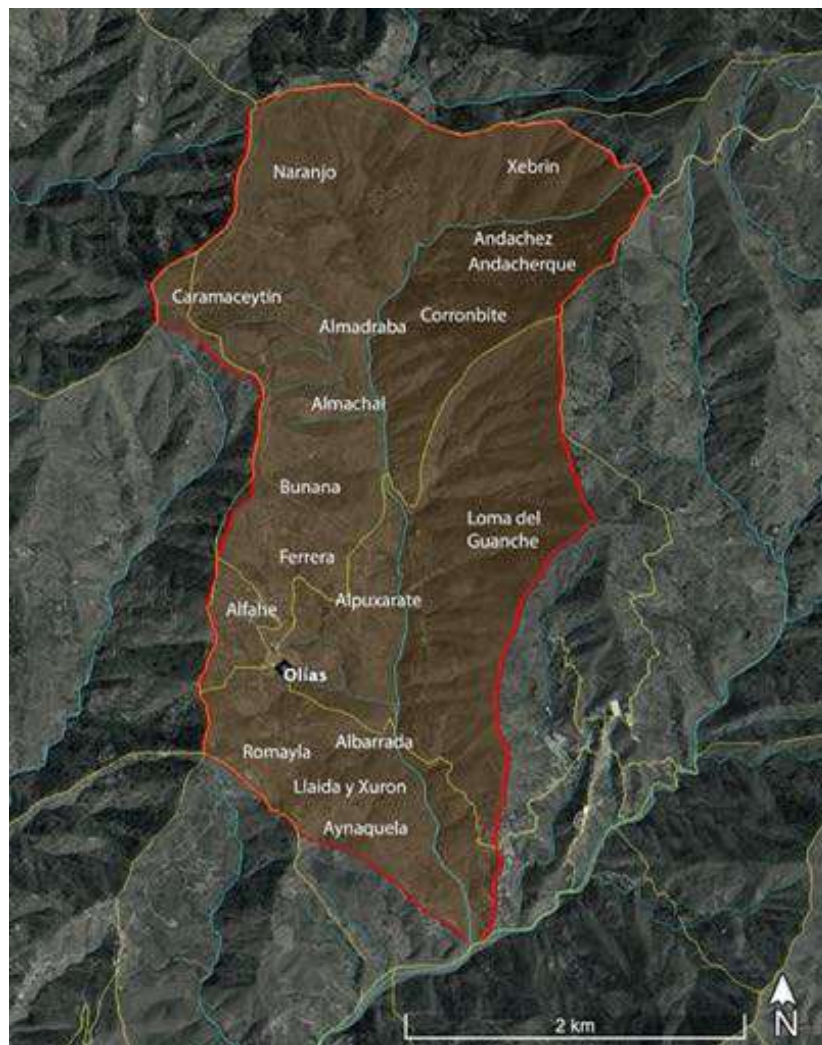 Naranjo
Xebrin
Andachez
Andacherque
Caramaceytín
Almadraba
Corronbite
Almachal
Bunana
Loma del
Guanche
Ferrera
Alfahe
Alpuxarate
Olías
Romayla
Albarrada
Llaida y Xuron
Aynaquela
2 km
N